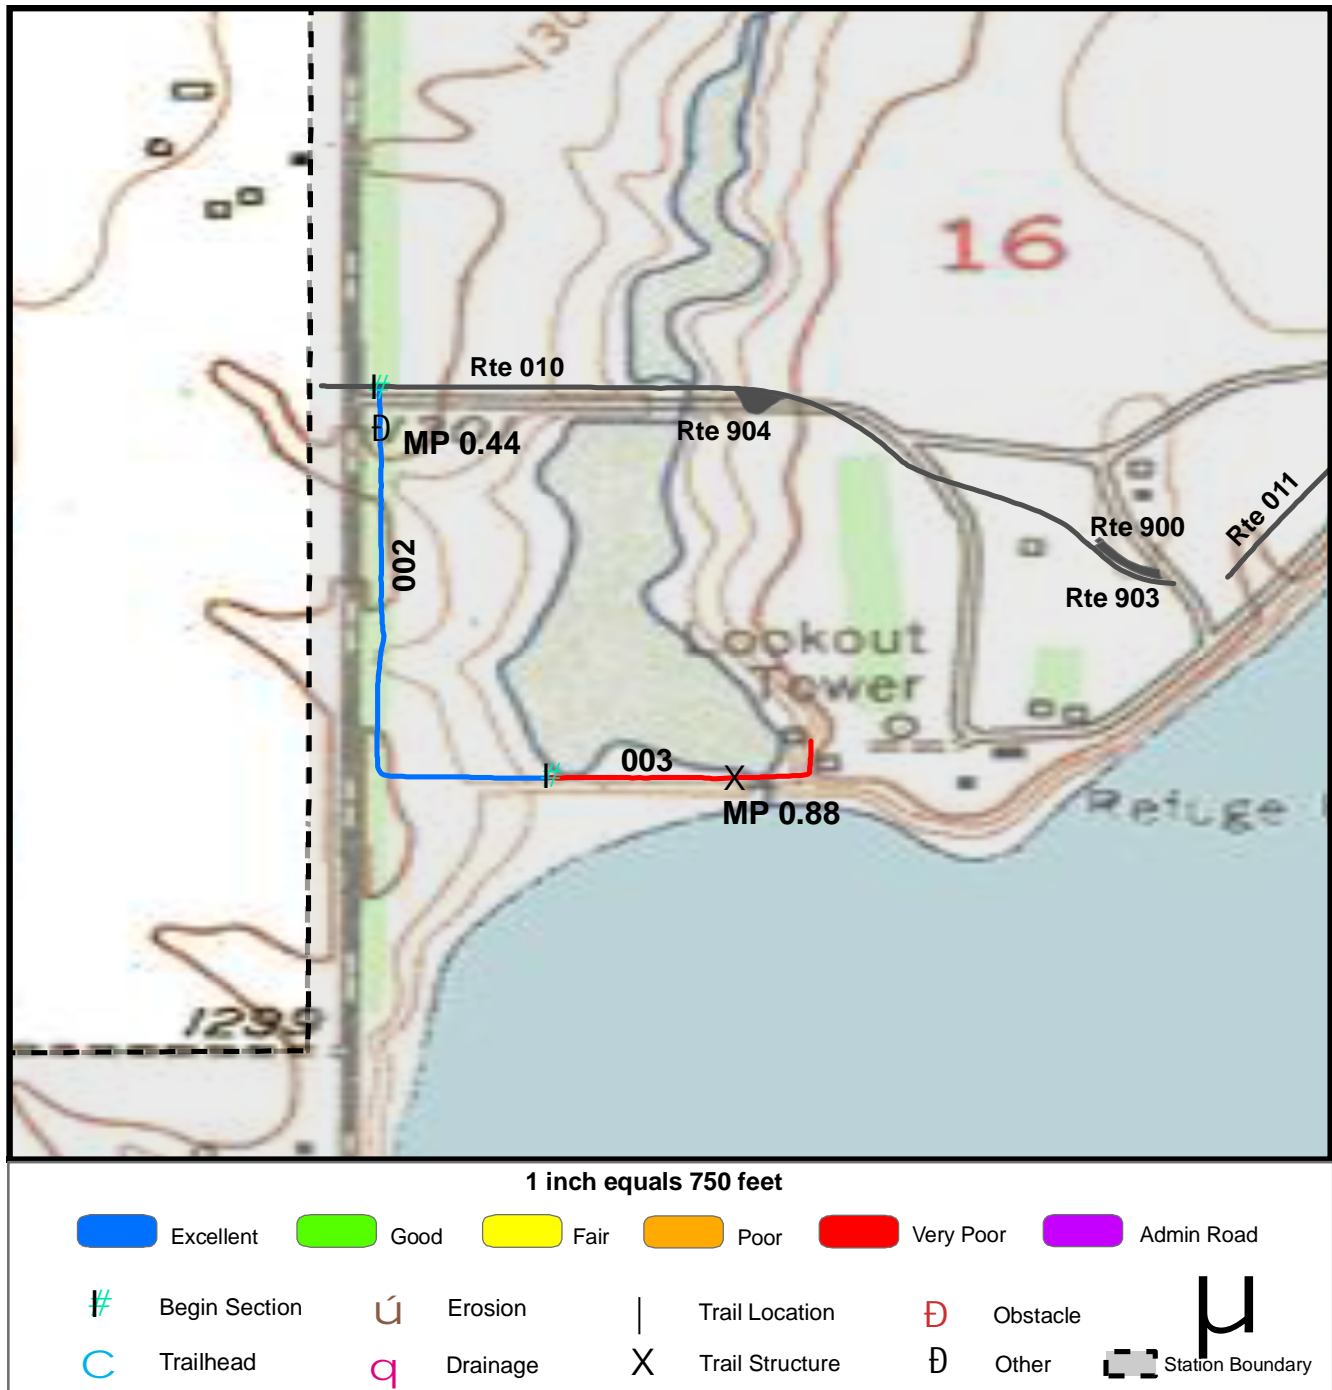 130
16
Rte 010
Rte 904
MP 0.44
Ð
002
Rte 900
Rte 011
Rte 903
Lookout
Tower
003
X
MP 0.88
Refuge
1299
1 inch equals 750 feet
Excellent
Good
Fair
Poor
Very Poor
Admin Road
# Begin Section
ú Erosion
| Trail Location
Ð Obstacle
µ
C Trailhead
q Drainage
X Trail Structure
Ð Other
Station Boundary